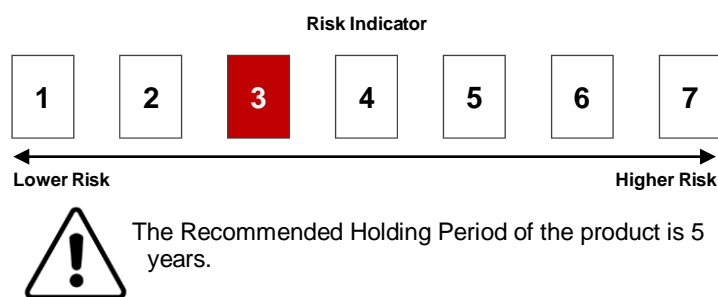 Risk Indicator
1 2 3 4 5 6 7
Lower Risk Higher Risk
!
The Recommended Holding Period of the product is 5
years.